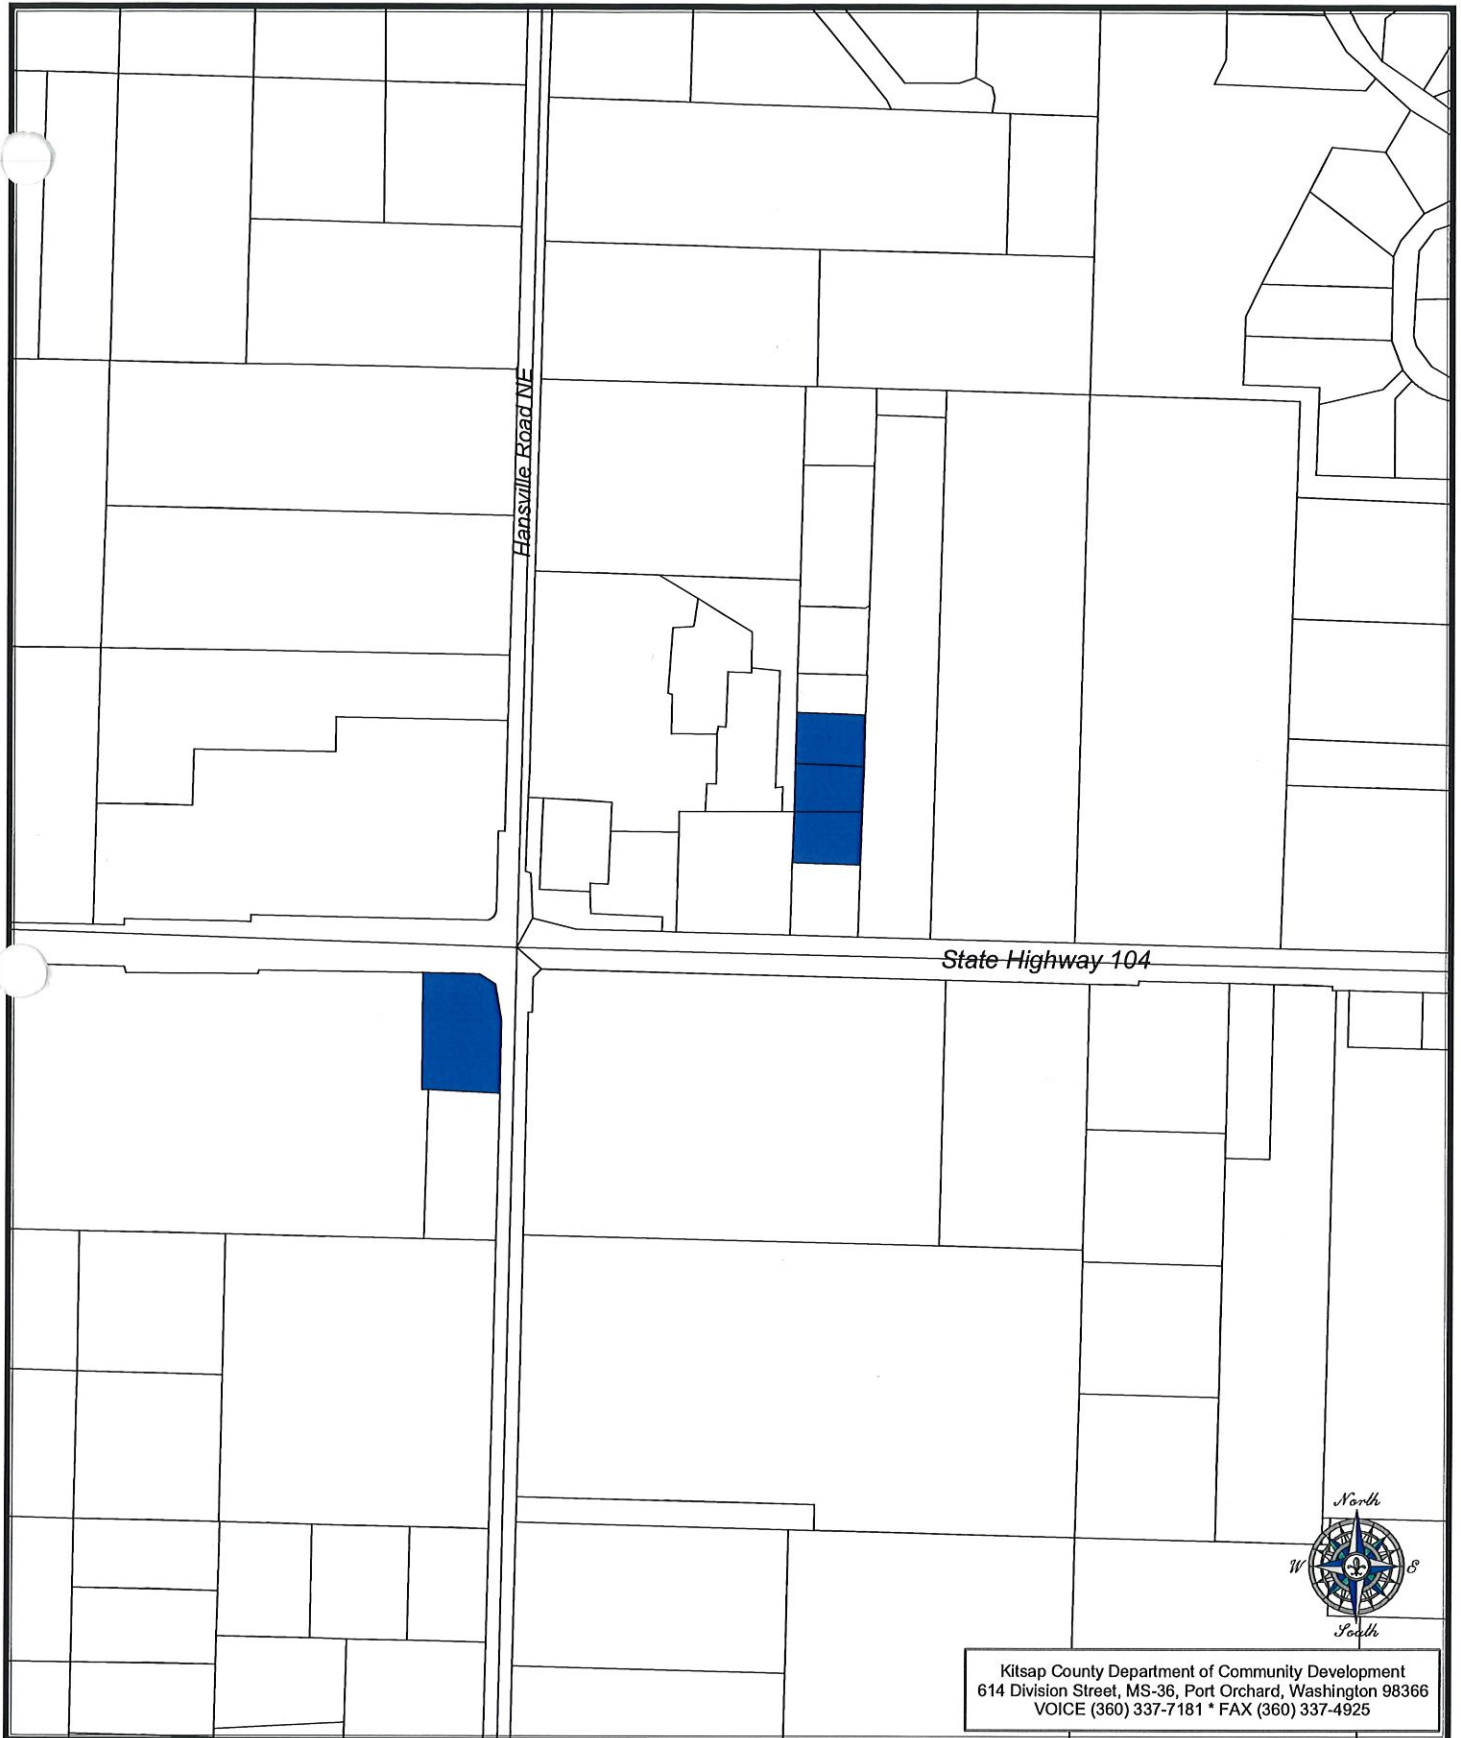 Hansville Road NE
State Highway 104
North
W
E
South
Kitsap County Department of Community Development
614 Division Street, MS-36, Port Orchard, Washington 98366
VOICE (360) 337-7181 * FAX (360) 337-4925